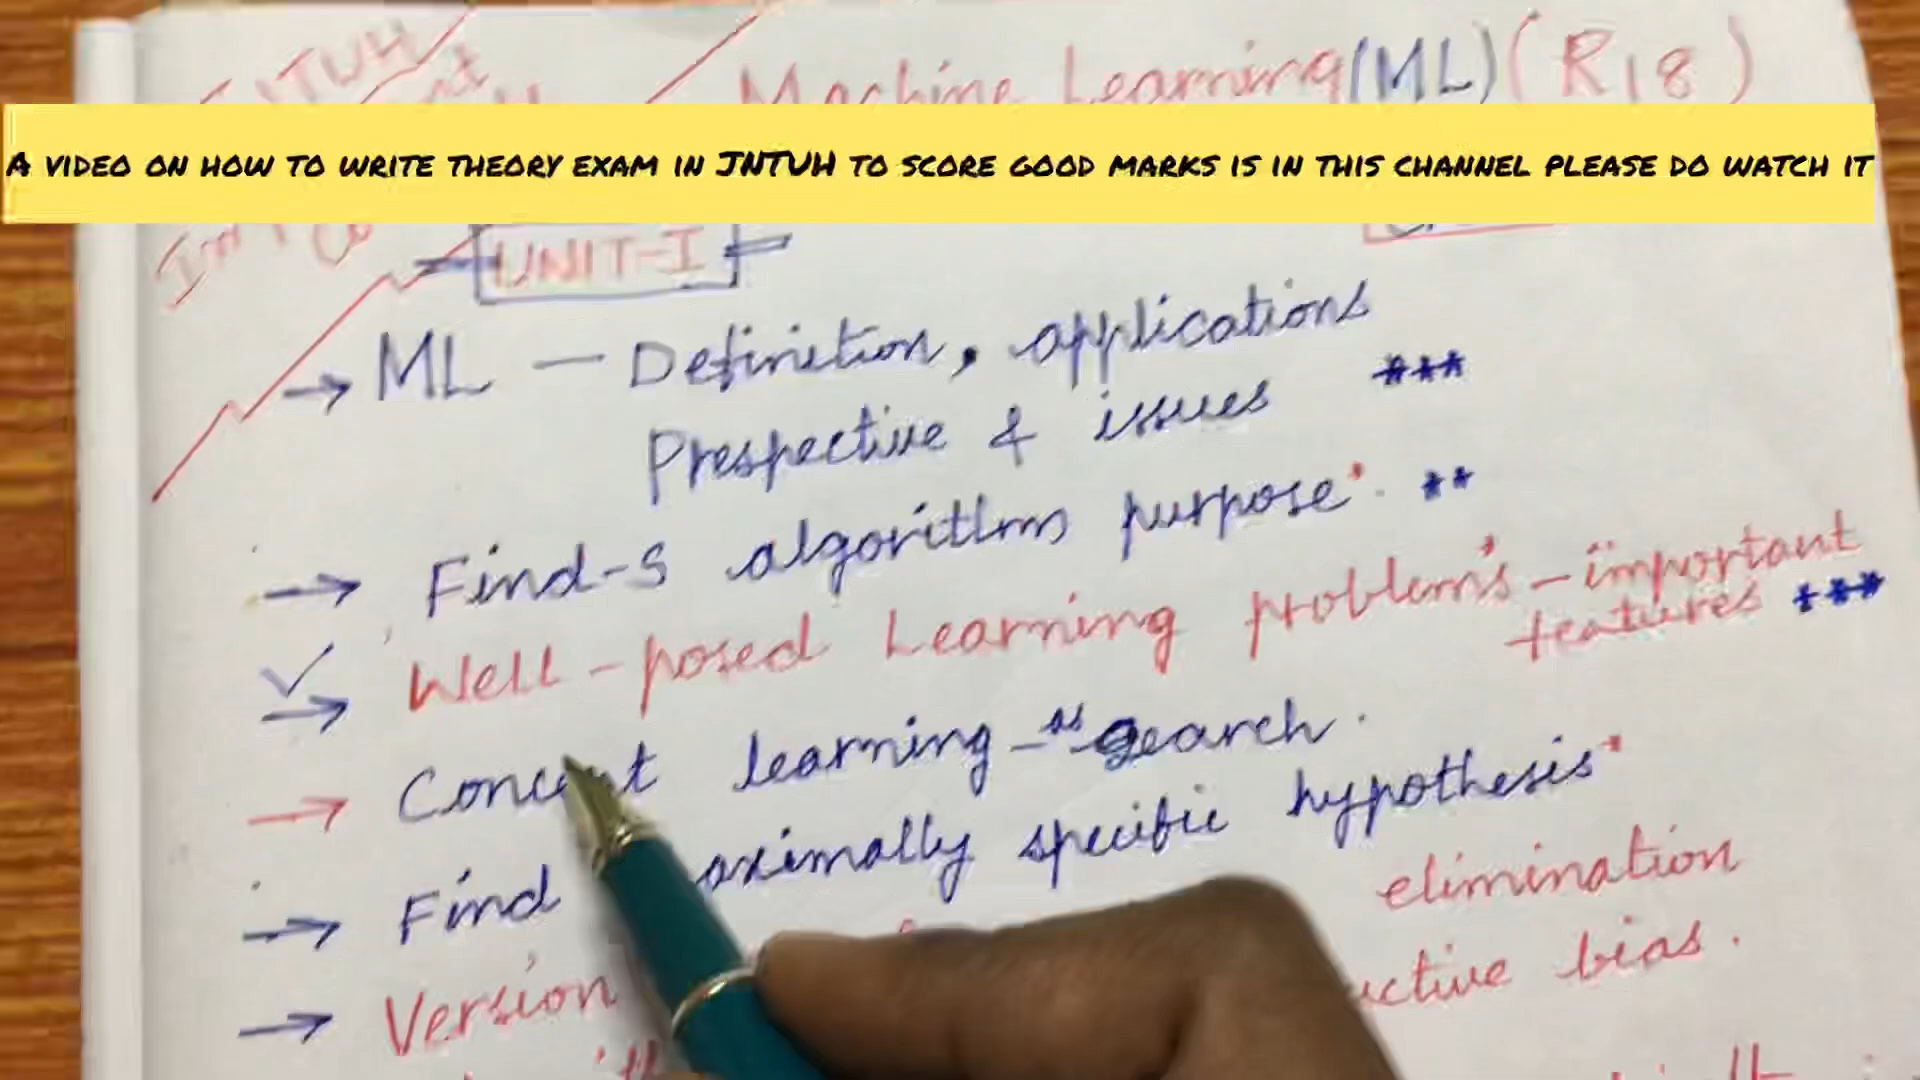 JNTUH
Machine Learning (ML) (R18)
A VIDEO ON HOW TO WRITE THEORY EXAM IN JNTUH TO SCORE GOOD MARKS IS IN THIS CHANNEL PLEASE DO WATCH IT
UNIT-I
→ ML — Definition, applications
Prespective & issues ***
→ Find-S algorithms purpose **
✓
→ Well-posed Learning problems - important
features ***
→ Concept learning - as search.
→ Find maximally specific hypothesis
→ Version elimination
bias.